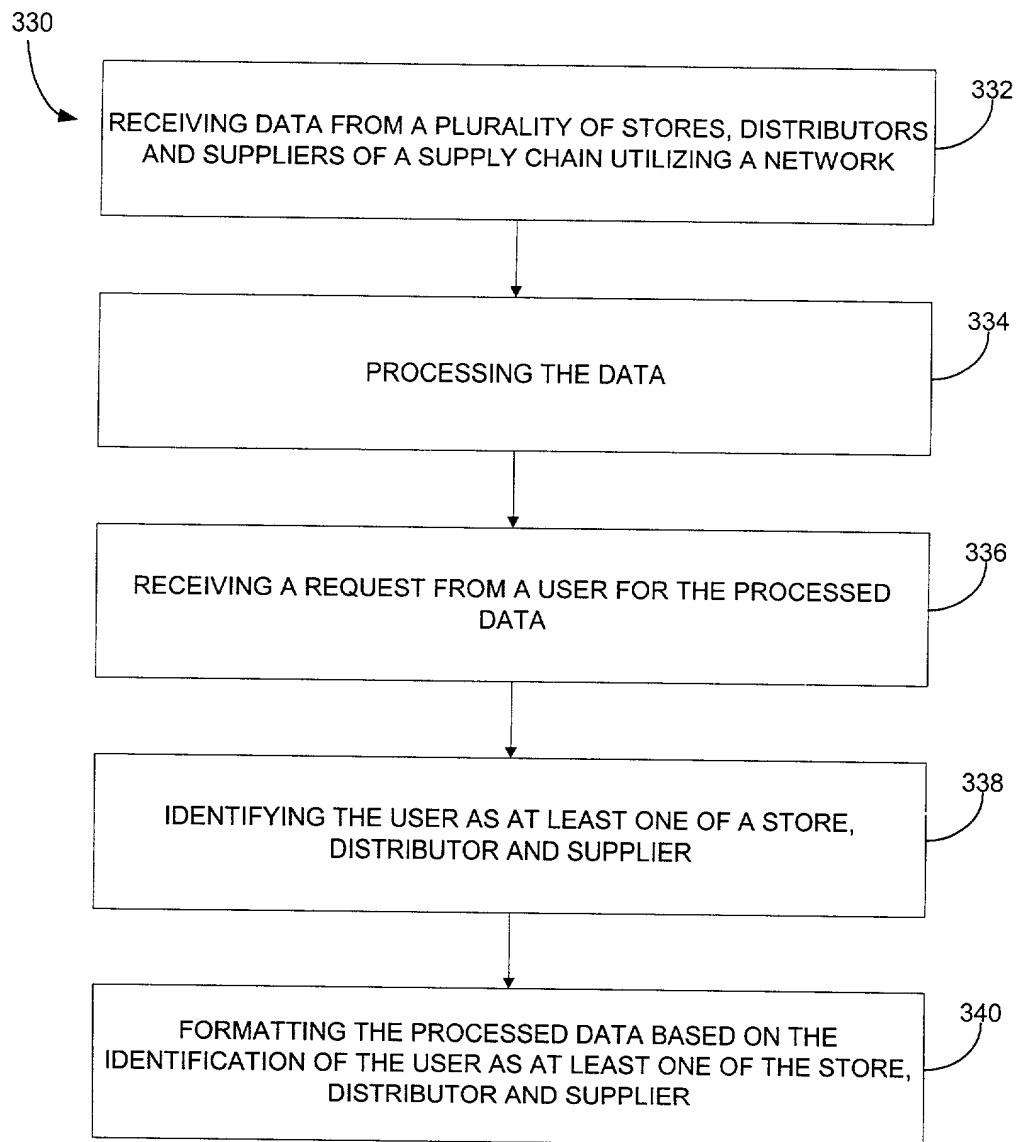 330
332
RECEIVING DATA FROM A PLURALITY OF STORES, DISTRIBUTORS
AND SUPPLIERS OF A SUPPLY CHAIN UTILIZING A NETWORK
334
PROCESSING THE DATA
336
RECEIVING A REQUEST FROM A USER FOR THE PROCESSED
DATA
338
IDENTIFYING THE USER AS AT LEAST ONE OF A STORE,
DISTRIBUTOR AND SUPPLIER
340
FORMATTING THE PROCESSED DATA BASED ON THE
IDENTIFICATION OF THE USER AS AT LEAST ONE OF THE STORE,
DISTRIBUTOR AND SUPPLIER